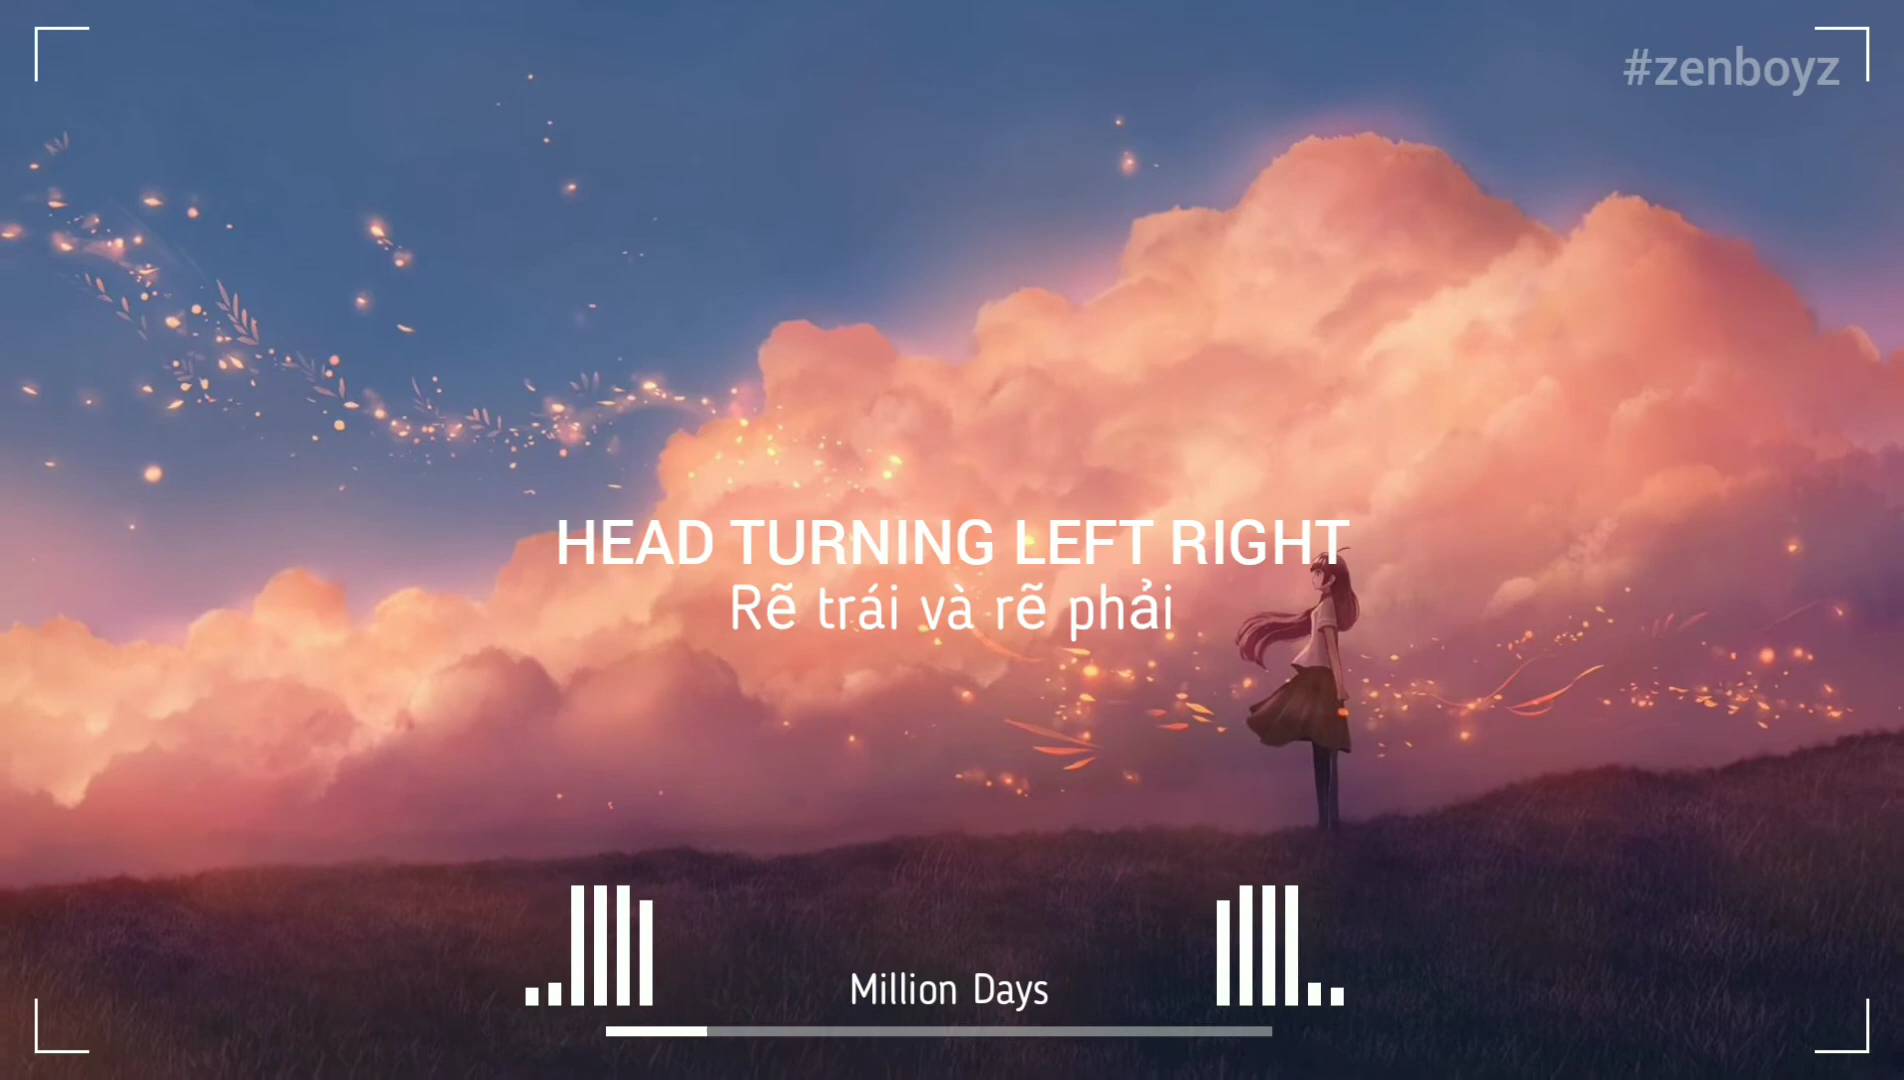 #zenboyz
HEAD TURNING LEFT RIGHT
Rẽ trái và rẽ phải
Million Days